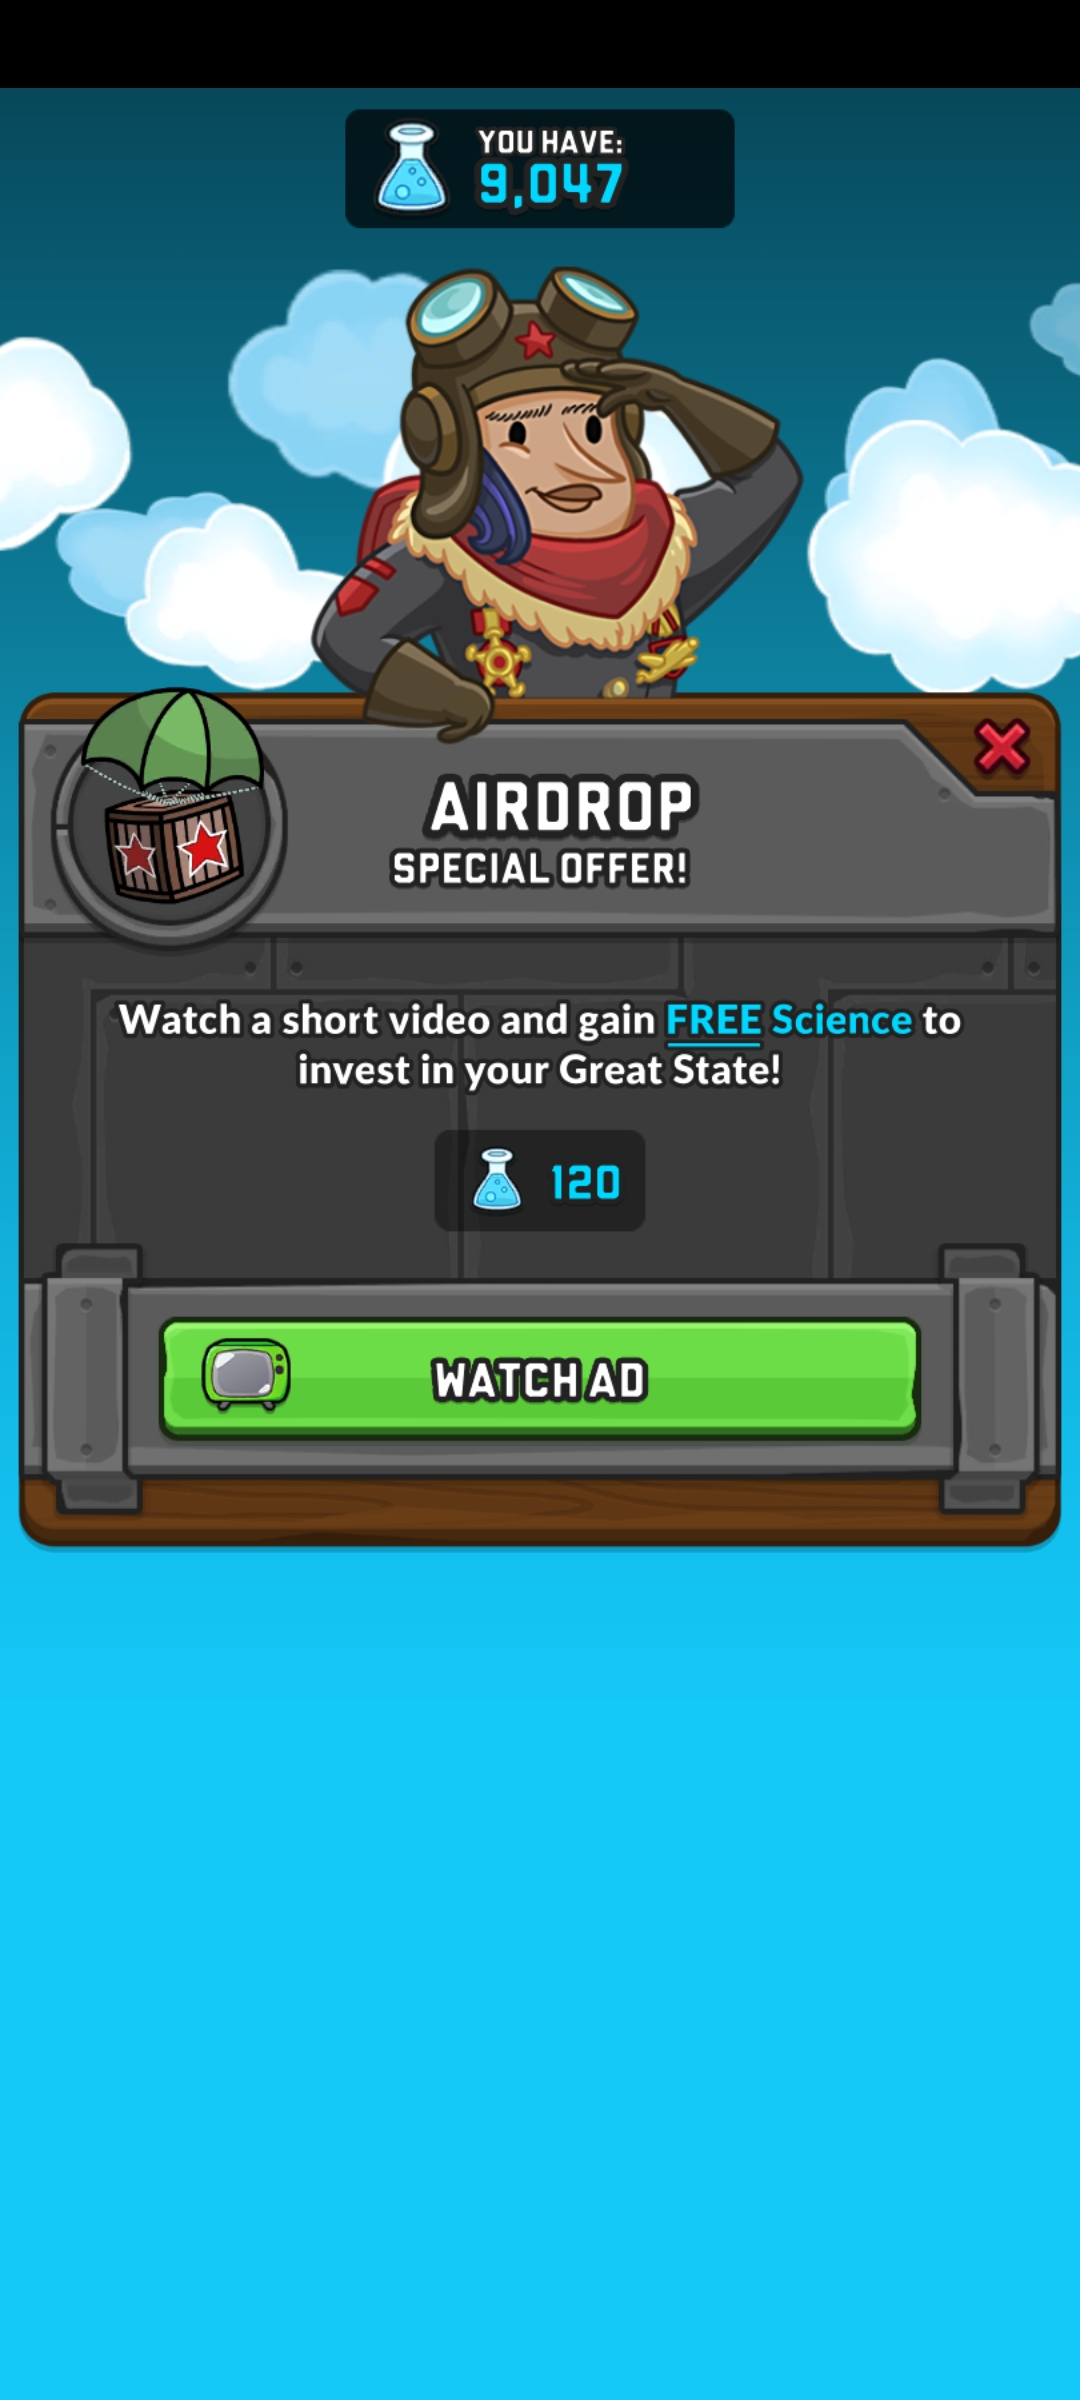 YOU HAVE:
9,047
AIRDROP
SPECIAL OFFER!
Watch a short video and gain FREE Science to
invest in your Great State!
120
WATCH AD